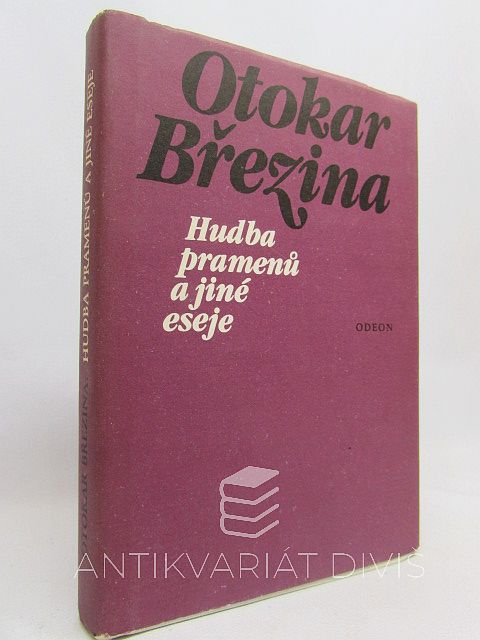 Otokar
Březina
Hudba
pramenů
a jiné
eseje
ODEON
OTOKAR BŘEZINA: HUDBA PRAMENŮ A JINÉ ESEJE
ANTIKVARIÁT DIVIŠ